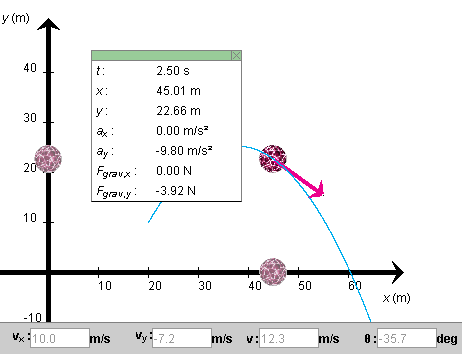 y (m)
40
30
20
10
-10
t: 2.50 s
x: 45.01 m
y: 22.66 m
ax: 0.00 m/s²
ay: -9.80 m/s²
Fgrav,x: 0.00 N
Fgrav,y: -3.92 N
10 20 30 40 50 60
x (m)
vx: 10.0 m/s vy: -7.2 m/s v: 12.3 m/s θ: -35.7 deg